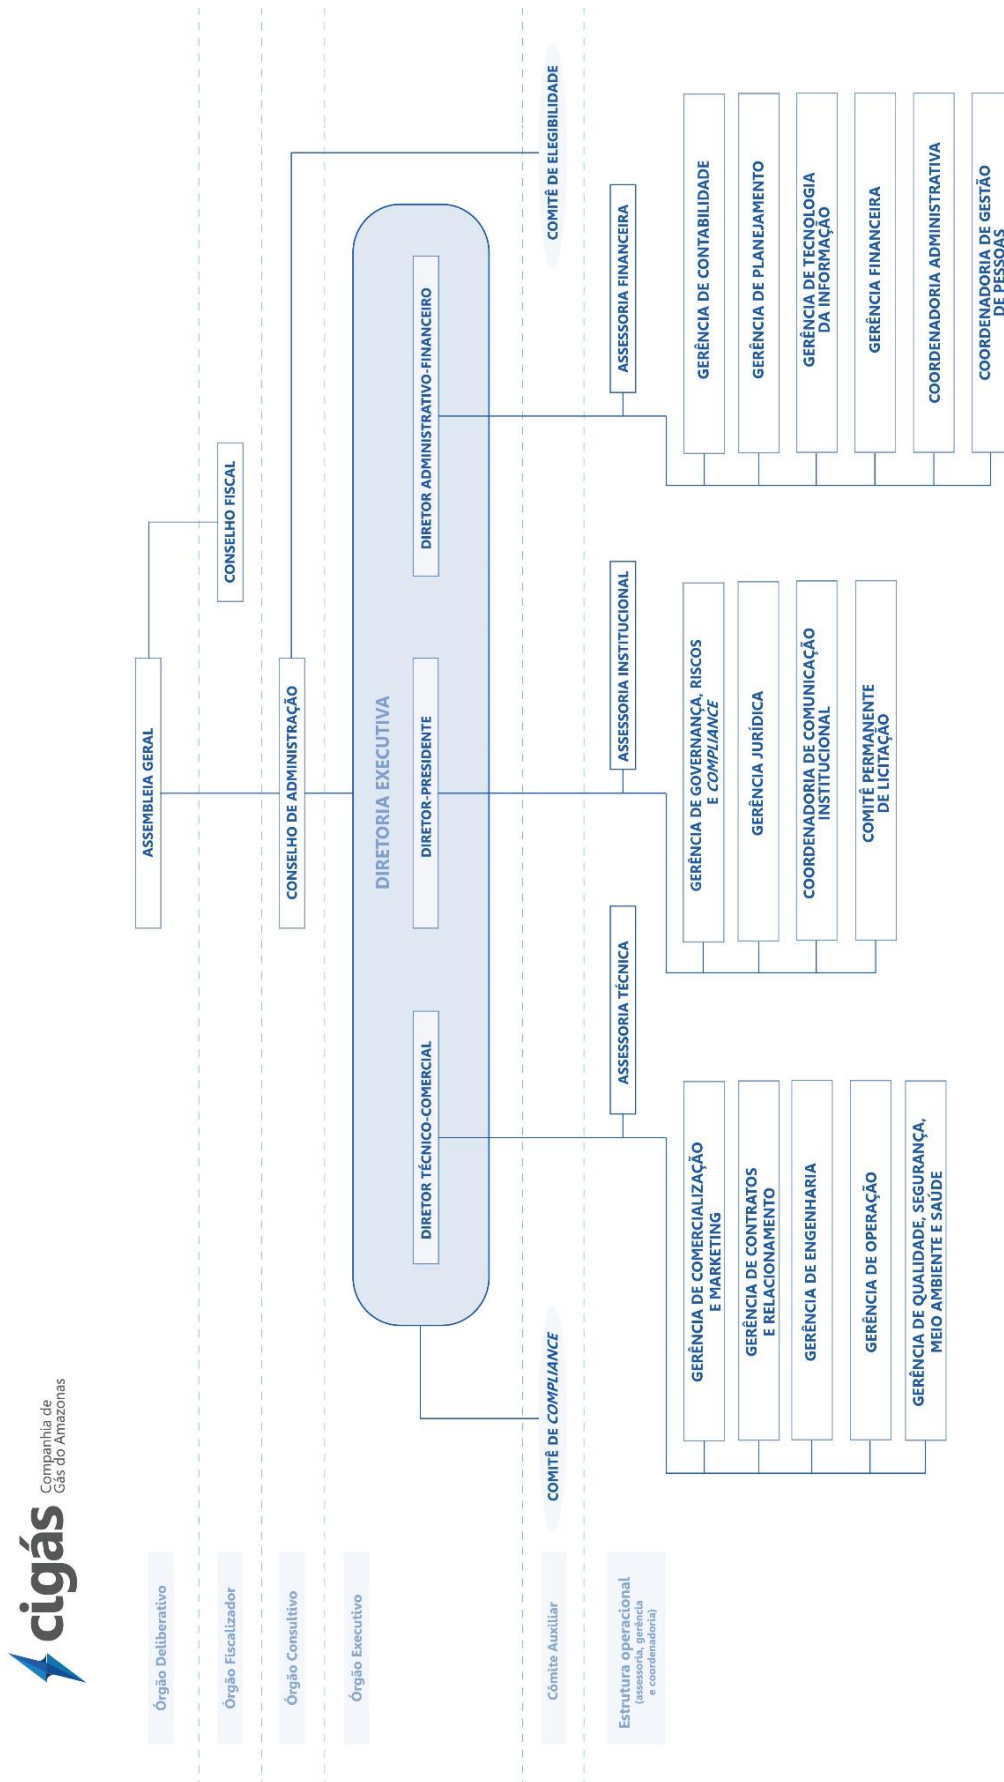 cigás
Companhia de
Gás do Amazonas
Órgão Deliberativo
ASSEMBLEIA GERAL
Órgão Fiscalizador
CONSELHO FISCAL
Órgão Consultivo
CONSELHO DE ADMINISTRAÇÃO
Órgão Executivo
DIRETORIA EXECUTIVA
DIRETOR TÉCNICO-COMERCIAL
DIRETOR-PRESIDENTE
DIRETOR ADMINISTRATIVO-FINANCEIRO
Cômite Auxiliar
COMITÊ DE COMPLIANCE
COMITÊ DE ELEGIBILIDADE
Estrutura operacional
(assessoria, gerência
e coordenadoria)
ASSESSORIA TÉCNICA
GERÊNCIA DE COMERCIALIZAÇÃO
E MARKETING
GERÊNCIA DE CONTRATOS
E RELACIONAMENTO
GERÊNCIA DE ENGENHARIA
GERÊNCIA DE OPERAÇÃO
GERÊNCIA DE QUALIDADE, SEGURANÇA,
MEIO AMBIENTE E SAÚDE
ASSESSORIA INSTITUCIONAL
GERÊNCIA DE GOVERNANÇA, RISCOS
E COMPLIANCE
GERÊNCIA JURÍDICA
COORDENADORIA DE COMUNICAÇÃO
INSTITUCIONAL
COMITÊ PERMANENTE
DE LICITAÇÃO
ASSESSORIA FINANCEIRA
GERÊNCIA DE CONTABILIDADE
GERÊNCIA DE PLANEJAMENTO
GERÊNCIA DE TECNOLOGIA
DA INFORMAÇÃO
GERÊNCIA FINANCEIRA
COORDENADORIA ADMINISTRATIVA
COORDENADORIA DE GESTÃO
DE PESSOAS